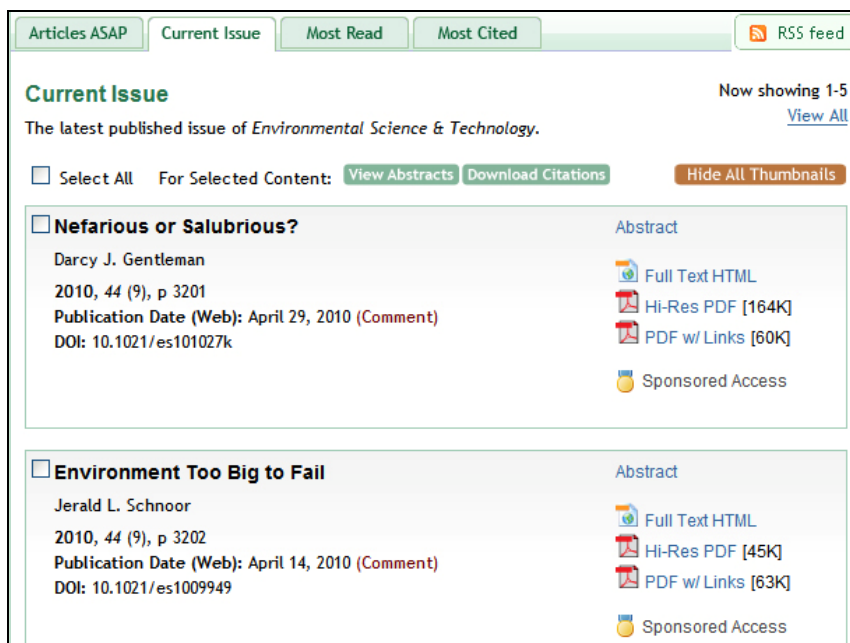 Articles ASAP Current Issue Most Read Most Cited RSS feed
Current Issue Now showing 1-5
View All
The latest published issue of Environmental Science & Technology.
Select All For Selected Content: View Abstracts Download Citations Hide All Thumbnails
Nefarious or Salubrious? Abstract
Darcy J. Gentleman
Full Text HTML
2010, 44 (9), p 3201
Hi-Res PDF [164K]
Publication Date (Web): April 29, 2010 (Comment)
PDF w/ Links [60K]
DOI: 10.1021/es101027k
Sponsored Access
Environment Too Big to Fail Abstract
Jerald L. Schnoor
Full Text HTML
2010, 44 (9), p 3202
Hi-Res PDF [45K]
Publication Date (Web): April 14, 2010 (Comment)
PDF w/ Links [63K]
DOI: 10.1021/es1009949
Sponsored Access